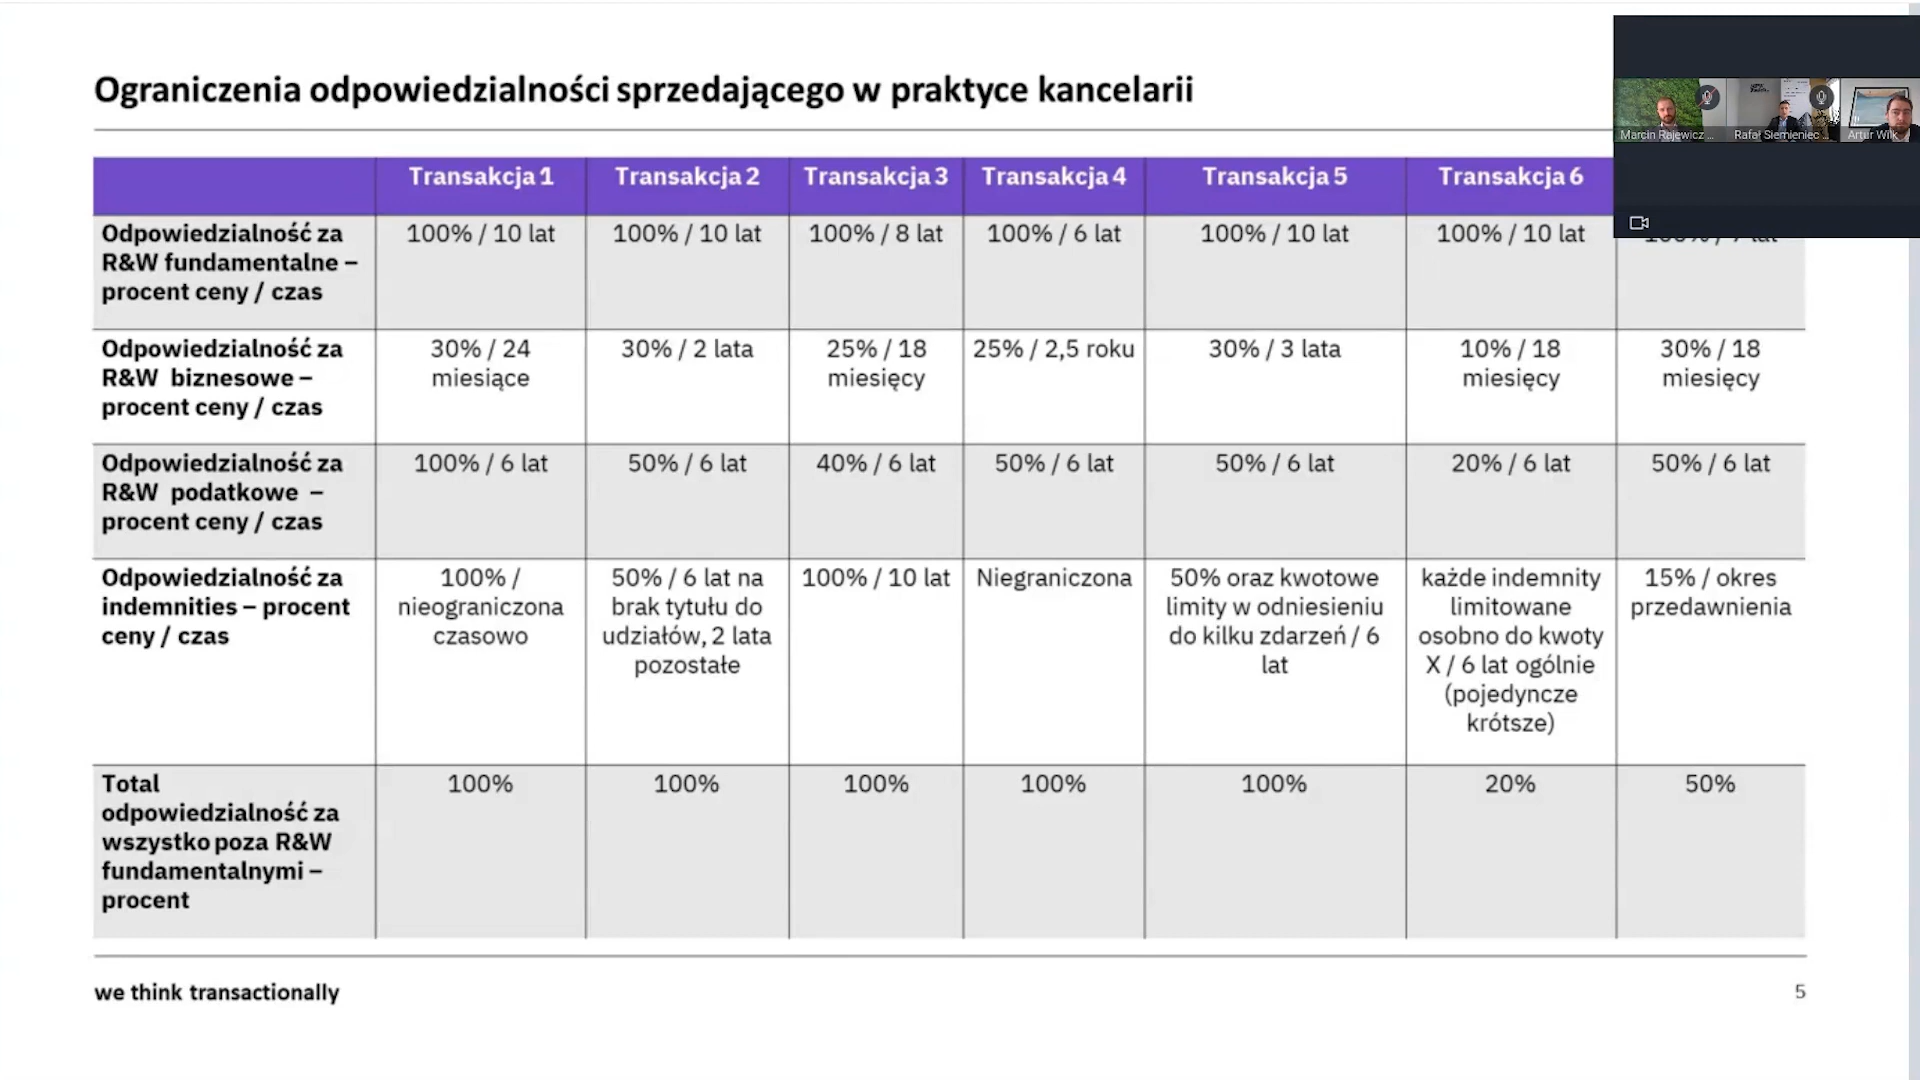 Ograniczenia odpowiedzialności sprzedającego w praktyce kancelarii
Marcin Rajewicz ...
Rafał Siemieniec ...
Artur Wilk
Transakcja 1
Transakcja 2
Transakcja 3
Transakcja 4
Transakcja 5
Transakcja 6
Odpowiedzialność za
R&W fundamentalne –
procent ceny / czas
100% / 10 lat
100% / 10 lat
100% / 8 lat
100% / 6 lat
100% / 10 lat
100% / 10 lat
Odpowiedzialność za
R&W biznesowe –
procent ceny / czas
30% / 24
miesiące
30% / 2 lata
25% / 18
miesięcy
25% / 2,5 roku
30% / 3 lata
10% / 18
miesięcy
30% / 18
miesięcy
Odpowiedzialność za
R&W podatkowe –
procent ceny / czas
100% / 6 lat
50% / 6 lat
40% / 6 lat
50% / 6 lat
50% / 6 lat
20% / 6 lat
50% / 6 lat
Odpowiedzialność za
indemnities – procent
ceny / czas
100% /
nieograniczona
czasowo
50% / 6 lat na
brak tytułu do
udziałów, 2 lata
pozostałe
100% / 10 lat
Niegraniczona
50% oraz kwotowe
limity w odniesieniu
do kilku zdarzeń / 6
lat
każde indemnity
limitowane
osobno do kwoty
X / 6 lat ogólnie
(pojedyncze
krótsze)
15% / okres
przedawnienia
Total
odpowiedzialność za
wszystko poza R&W
fundamentalnymi –
procent
100%
100%
100%
100%
100%
20%
50%
we think transactionally
5